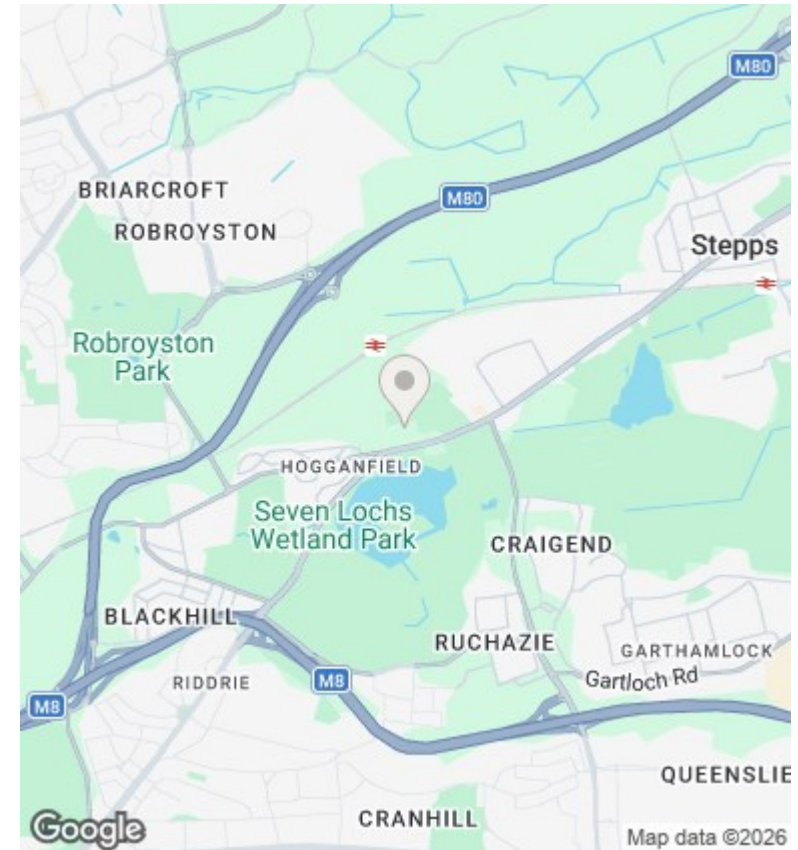 M80
BRIARCROFT
M80
ROBROYSTON
Stepps
Robroyston
Park
HOGGANFIELD
Seven Lochs
Wetland Park
CRAIGEND
BLACKHILL
RUCHAZIE
GARTHAMLOCK
RIDDRIE
M8
Gartloch Rd
M8
QUEENSLIE
CRANHILL
Google
Map data ©2026